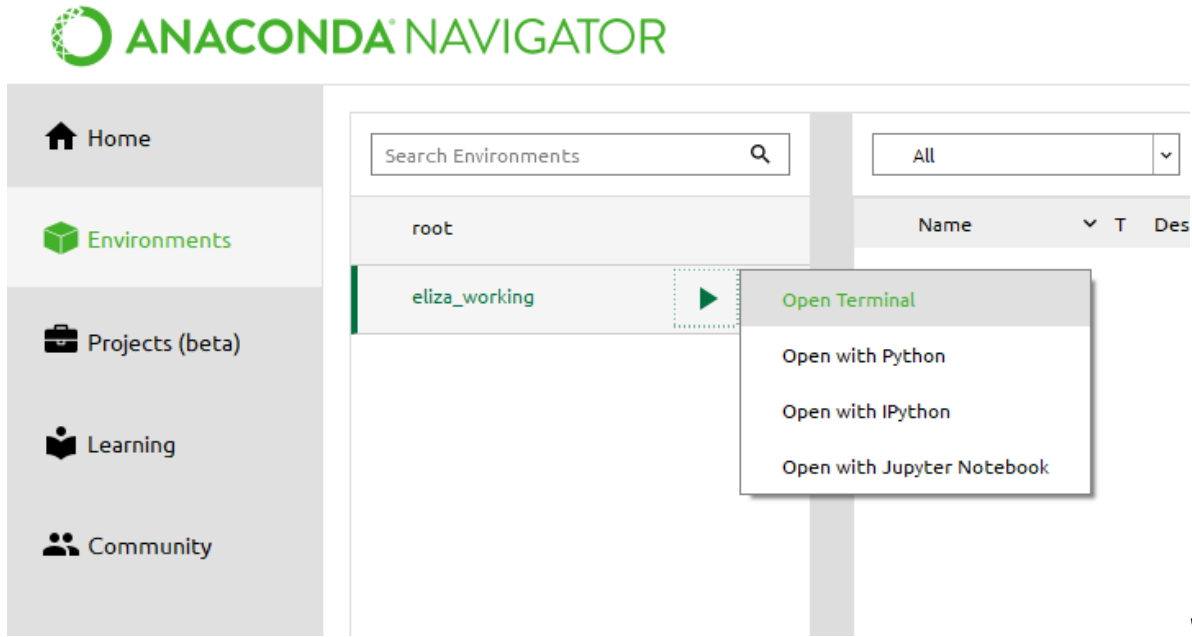 ANACONDA NAVIGATOR
Home
Environments
Projects (beta)
Learning
Community
Search Environments
root
eliza_working
All
Name T Des
Open Terminal
Open with Python
Open with IPython
Open with Jupyter Notebook